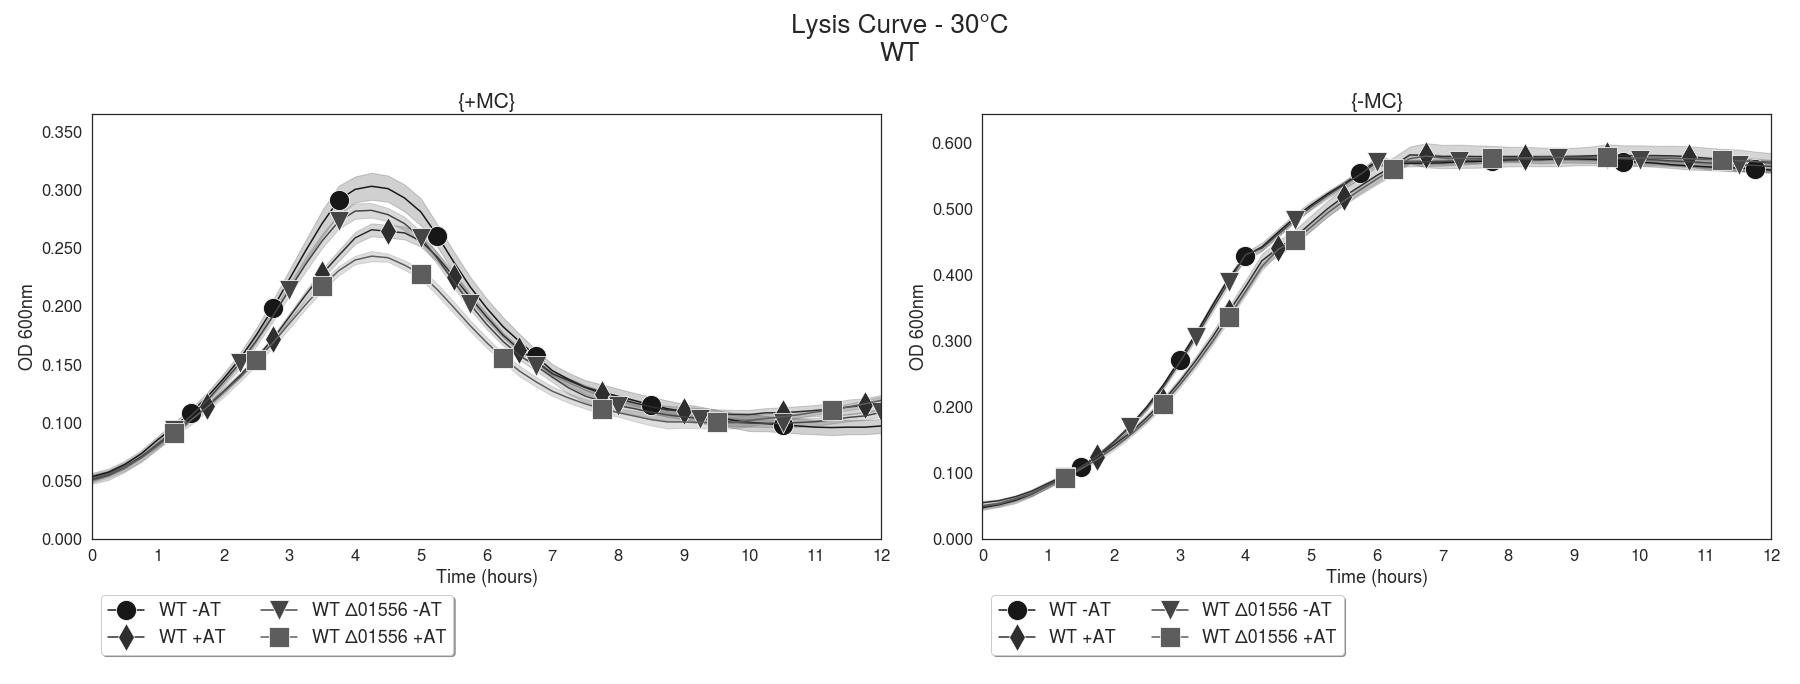 Lysis Curve - 30°C
WT
{+MC}
0.350
0.300
0.250
0.200
0.150
0.100
0.050
0.000
OD 600nm
0 1 2 3 4 5 6 7 8 9 10 11 12
Time (hours)
WT -AT
WT +AT
WT Δ01556 -AT
WT Δ01556 +AT
{-MC}
0.600
0.500
0.400
0.300
0.200
0.100
0.000
OD 600nm
0 1 2 3 4 5 6 7 8 9 10 11 12
Time (hours)
WT -AT
WT +AT
WT Δ01556 -AT
WT Δ01556 +AT